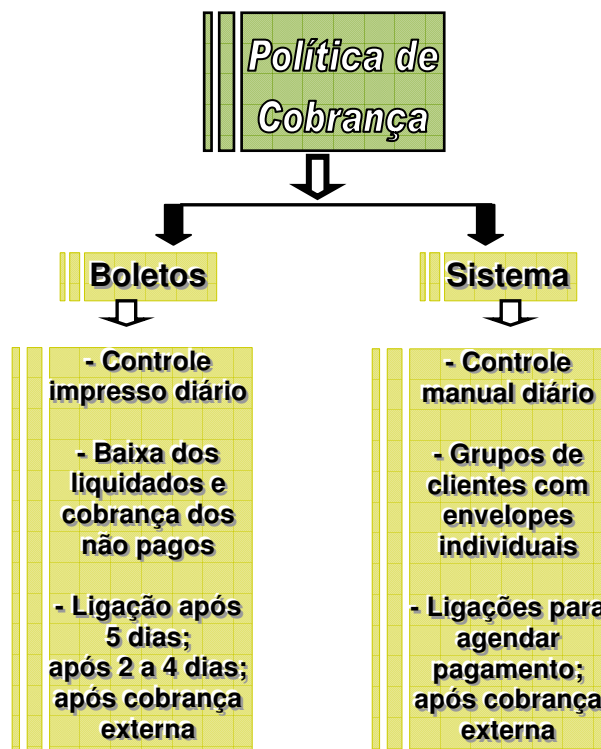 Política de
Cobrança
Boletos
- Controle
impresso diário
- Baixa dos
liquidados e
cobrança dos
não pagos
- Ligação após
5 dias;
após 2 a 4 dias;
após cobrança
externa
Sistema
- Controle
manual diário
- Grupos de
clientes com
envelopes
individuais
- Ligações para
agendar
pagamento;
após cobrança
externa